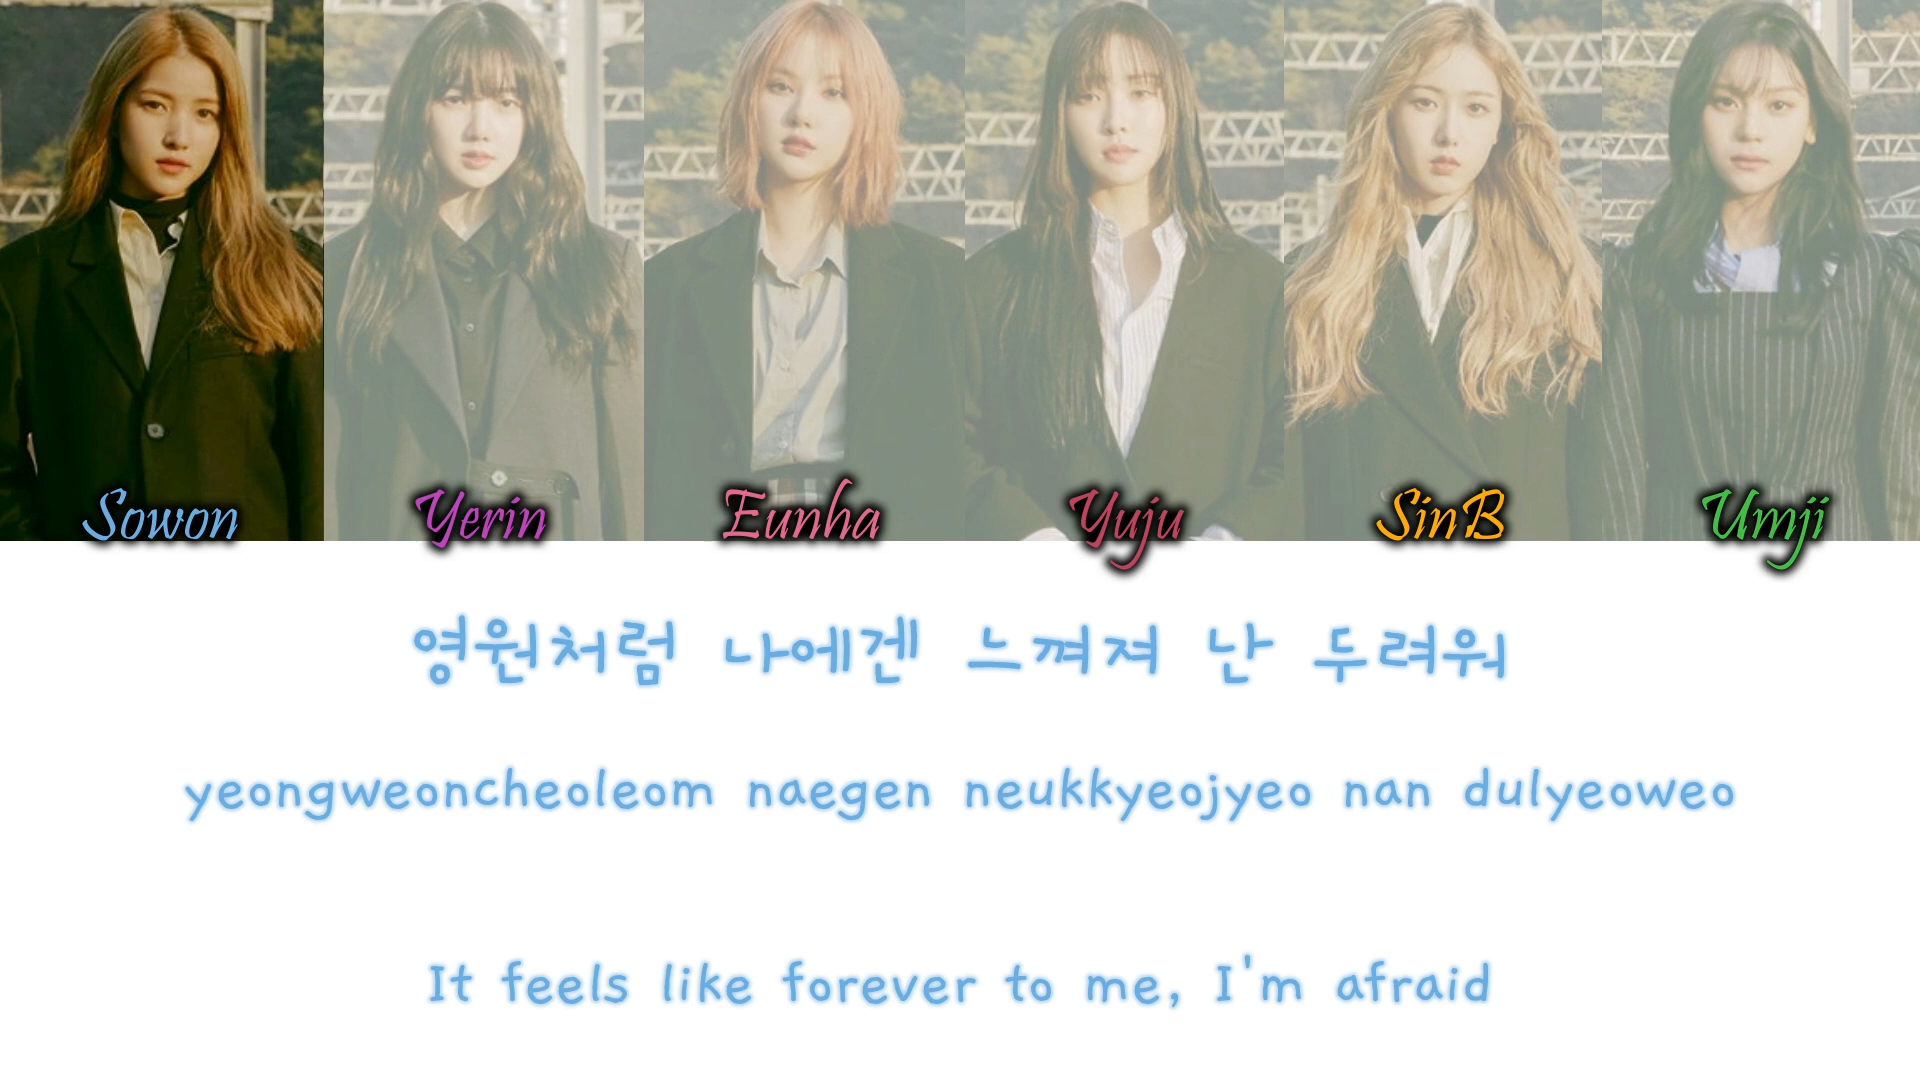 Sowon Yerin Eunha Yuju SinB Umji
영원처럼 나에겐 느껴져 난 두려워
yeongweoncheoleom naegen neukkyeojyeo nan dulyeoweo
It feels like forever to me, I'm afraid